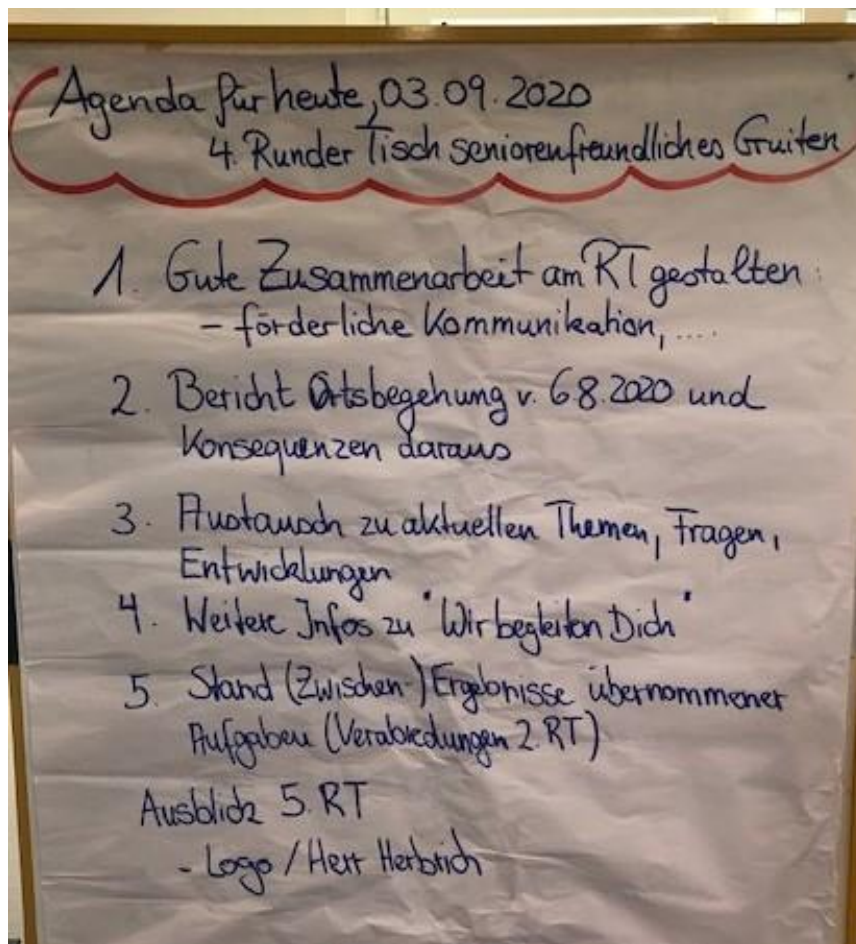 Agenda für heute, 03.09.2020
4. Runder Tisch seniorenfreundliches Gruiten
1. Gute Zusammenarbeit am RT gestalten:
- förderliche Kommunikation, ....
2. Bericht Ortsbegehung v. 6.8.2020 und
Konsequenzen daraus
3. Austausch zu aktuellen Themen, Fragen,
Entwicklungen
4. Weitere Infos zu "Wir begleiten Dich"
5. Stand (Zwischen-) Ergebnisse übernommener
Aufgaben (Verabredungen 2. RT)
Ausblick 5. RT
- Logo / Herr Herbrich